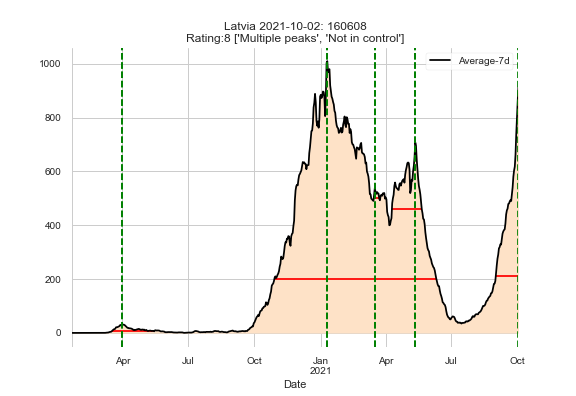 Latvia 2021-10-02: 160608
Rating:8 ['Multiple peaks', 'Not in control']
Average-7d
1000
800
600
400
200
0
Apr Jul Oct Jan Apr Jul Oct
2021
Date